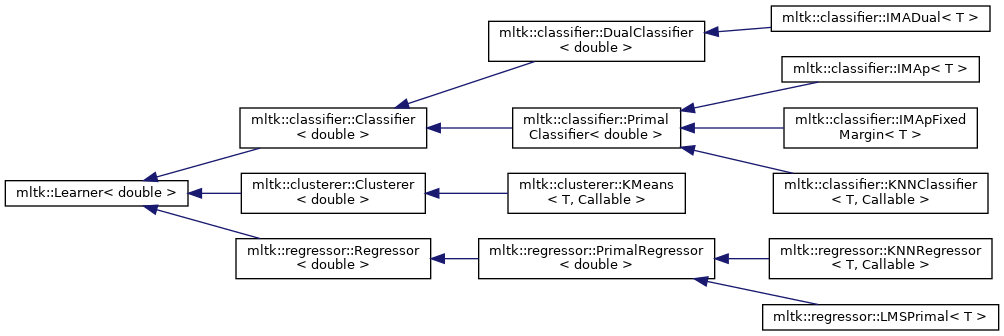 mltk::classifier::IMADual< T >
mltk::classifier::DualClassifier
< double >
mltk::classifier::IMAp< T >
mltk::classifier::Classifier
< double >
mltk::classifier::Primal
Classifier< double >
mltk::classifier::IMApFixed
Margin< T >
mltk::Learner< double >
mltk::clusterer::Clusterer
< double >
mltk::clusterer::KMeans
< T, Callable >
mltk::classifier::KNNClassifier
< T, Callable >
mltk::regressor::Regressor
< double >
mltk::regressor::PrimalRegressor
< double >
mltk::regressor::KNNRegressor
< T, Callable >
mltk::regressor::LMSPrimal< T >